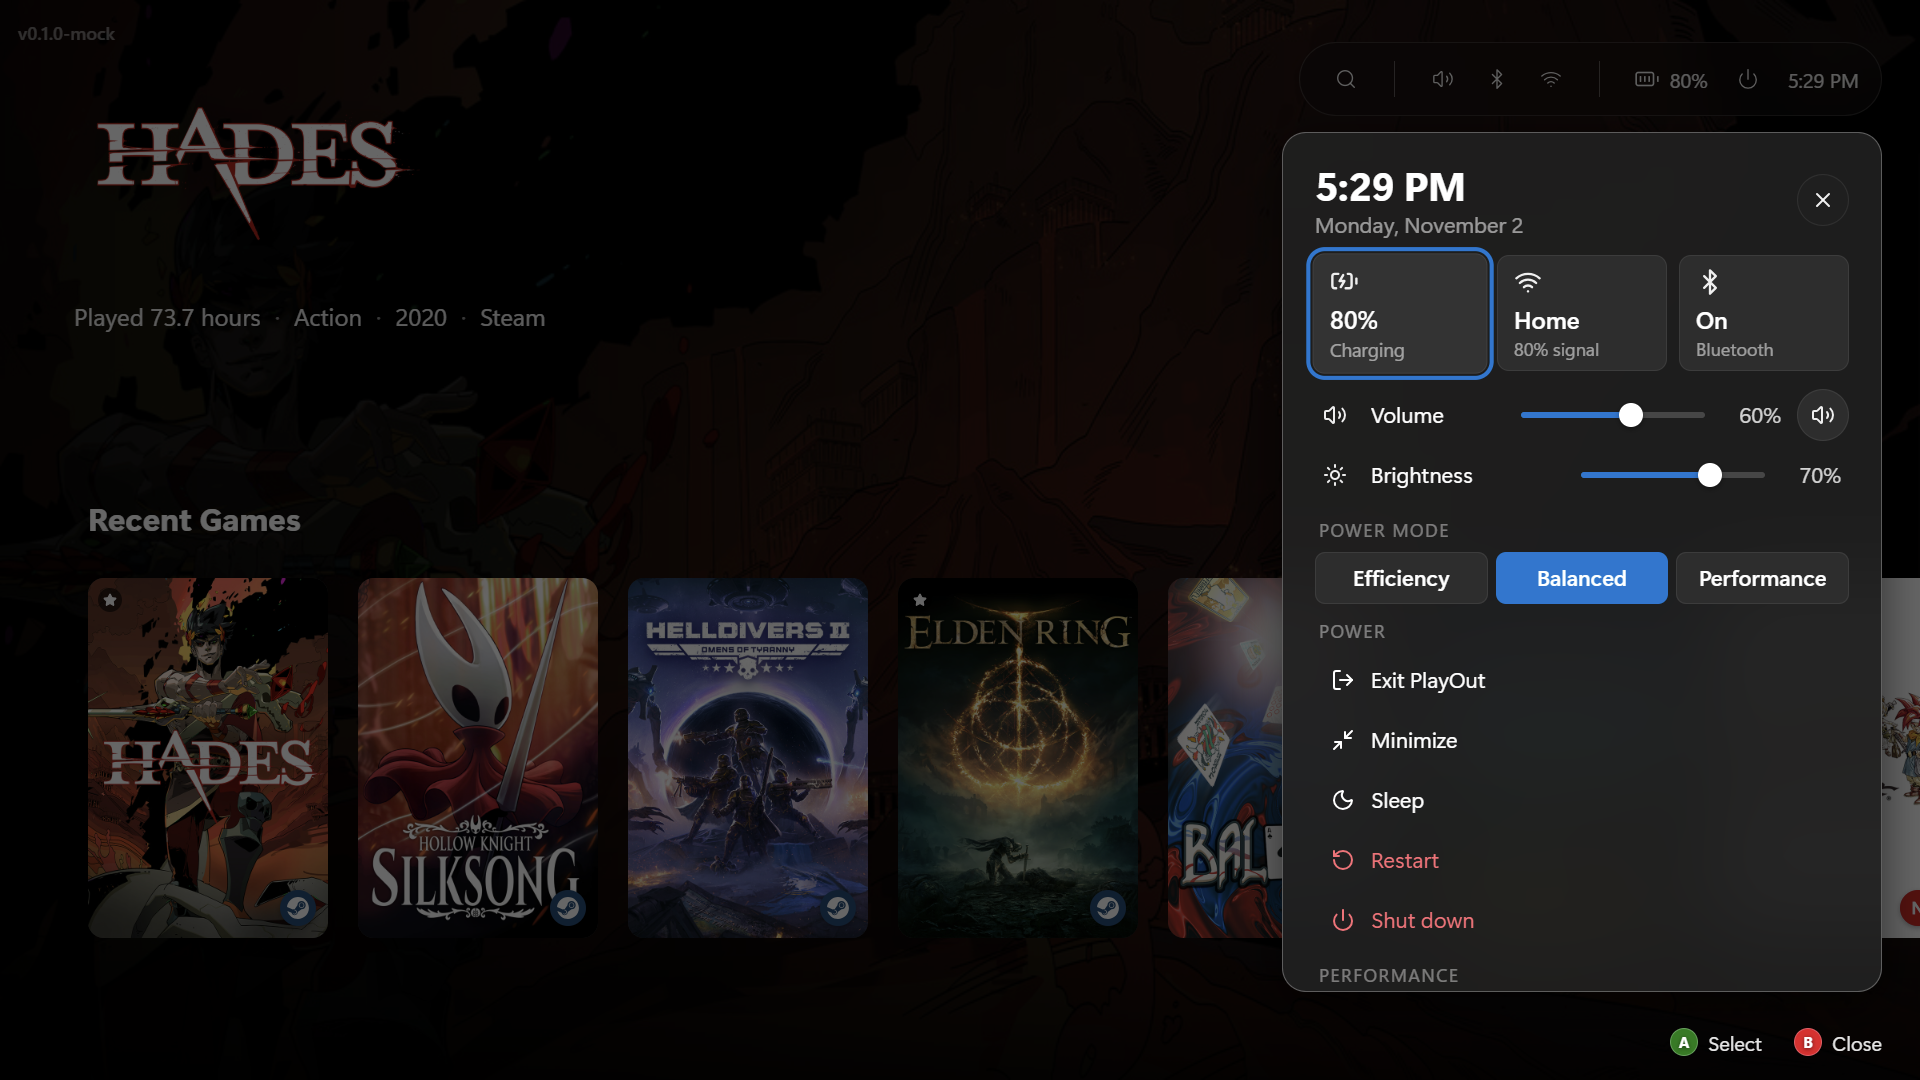 v0.1.0-mock
80%
5:29 PM
HADES
Played 73.7 hours · Action · 2020 · Steam
5:29 PM
Monday, November 2
80%
Charging
Home
80% signal
On
Bluetooth
Volume
60%
Brightness
70%
POWER MODE
Efficiency
Balanced
Performance
POWER
Exit PlayOut
Minimize
Sleep
Restart
Shut down
PERFORMANCE
Recent Games
HADES
HOLLOW KNIGHT
SILKSONG
HELLDIVERS II
OMENS OF TYRANNY
ELDEN RING
BAL
N
A Select
B Close